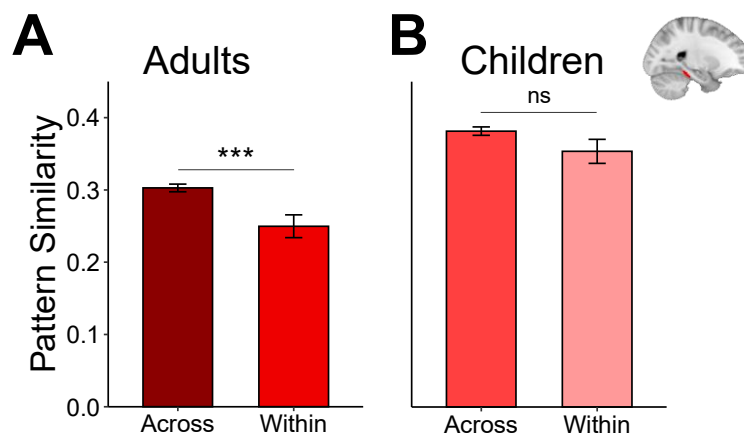 A
Adults
Pattern Similarity
0.4
0.3
0.2
0.1
0.0
***
Across
Within
B
Children
ns
Across
Within